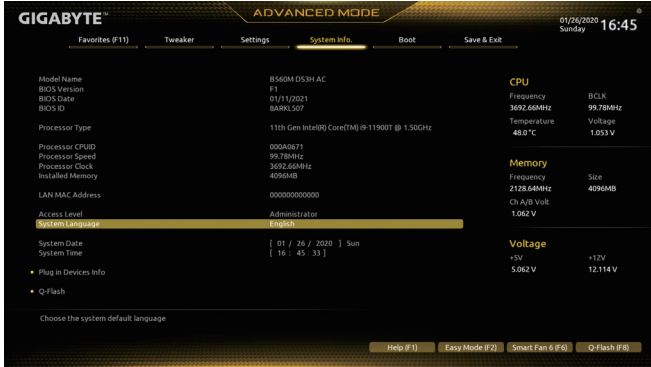 GIGABYTE™
ADVANCED MODE
01/26/2020 Sunday 16:45
Favorites (F11) Tweaker Settings System Info. Boot Save & Exit
Model Name B560M DS3H AC
BIOS Version F1
BIOS Date 01/11/2021
BIOS ID 8ARKLS07
Processor Type 11th Gen Intel(R) Core(TM) i9-11900T @ 1.50GHz
Processor CPUID 000A0671
Processor Speed 99.78MHz
Processor Clock 3692.66MHz
Installed Memory 4096MB
LAN MAC Address 000000000000
Access Level Administrator
System Language English
System Date [ 01 / 26 / 2020 ] Sun
System Time [ 16 : 45 : 33 ]
Plug in Devices Info
Q-Flash
Choose the system default language
CPU
Frequency BCLK
3692.66MHz 99.78MHz
Temperature Voltage
48.0 °C 1.053 V
Memory
Frequency Size
2128.64MHz 4096MB
Ch A/B Volt
1.062 V
Voltage
+5V +12V
5.062 V 12.114 V
Help (F1) Easy Mode (F2) Smart Fan 6 (F6) Q-Flash (F8)